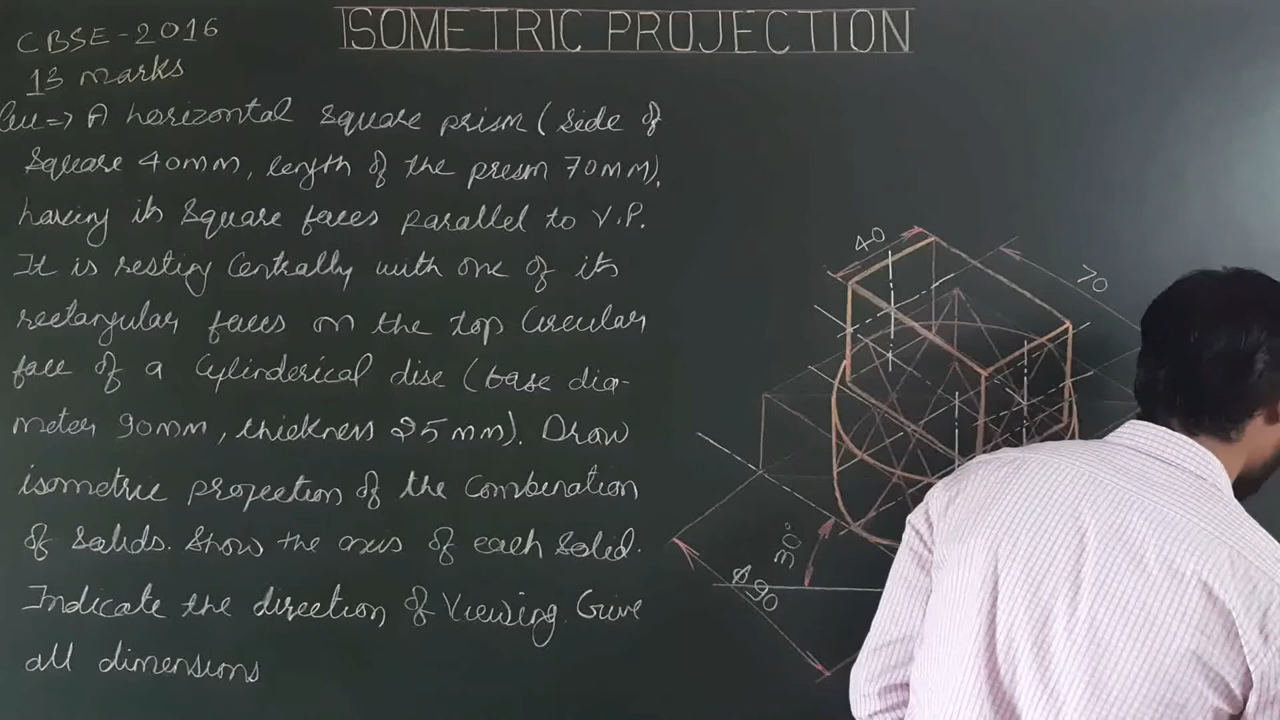 ISOMETRIC PROJECTION
CBSE-2016
13 marks
Que=> A horizontal square prism (side of
square 40mm, length of the presm 70MM),
having its square faces parallel to V.P.
It is resting Centrally with one of its
rectangular faces on the top Circular
face of a Cylinderical disc (base dia-
meter 90mm, thickness 25mm). Draw
isometric projection of the Combination
of Solids. Show the axis of each Solid.
Indicate the direction of Viewing. Give
all dimensions
40
70
30°
φ90